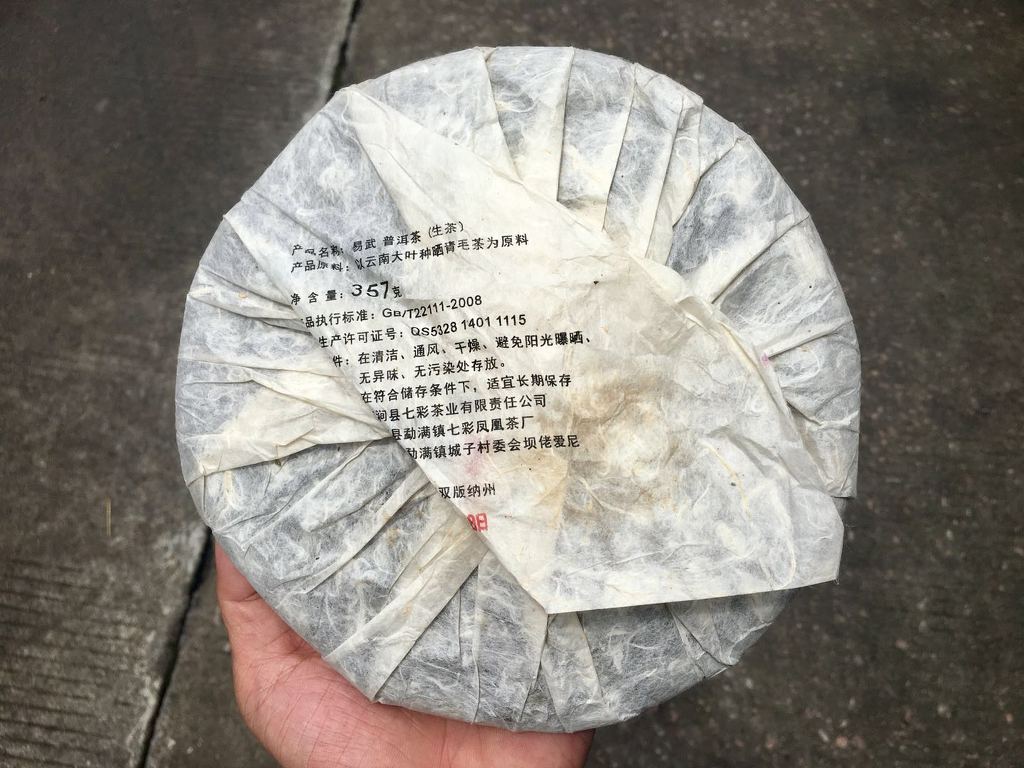 产品名称：易武 普洱茶（生茶）
产品原料：以云南大叶种晒青毛茶为原料
净 含 量：357克
品执行标准：GB/T22111-2008
生产许可证号：QS5328 1401 1115
件：在清洁、通风、干燥、避免阳光曝晒、
无异味、无污染处存放。
在符合储存条件下，适宜长期保存
县七彩茶业有限责任公司
县勐满镇七彩凤凰茶厂
勐满镇城子村委会坝佬爱尼
双版纳州
8日